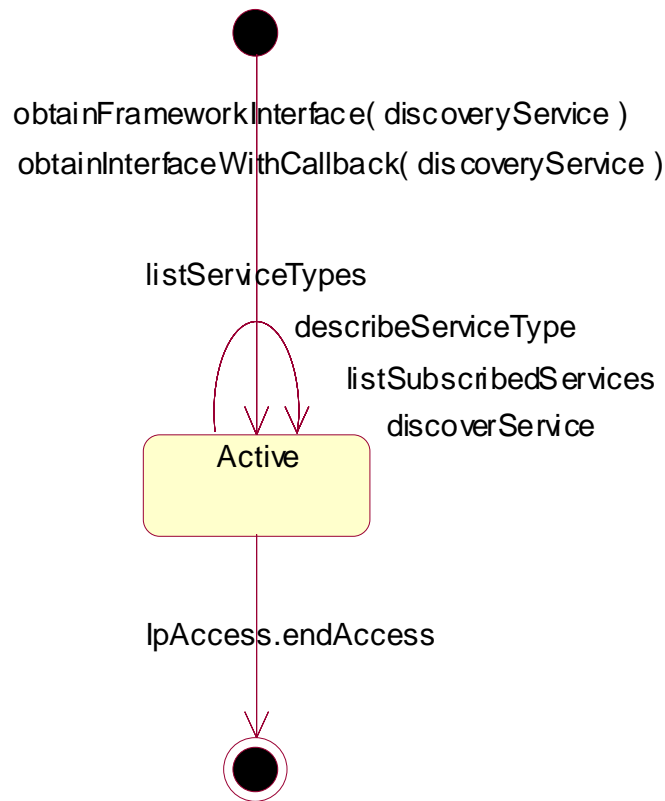 obtainFrameworkInterface( discoveryService )
obtainInterfaceWithCallback( discoveryService )
listServiceTypes
describeServiceType
listSubscribedServices
discoverService
Active
IpAccess.endAccess